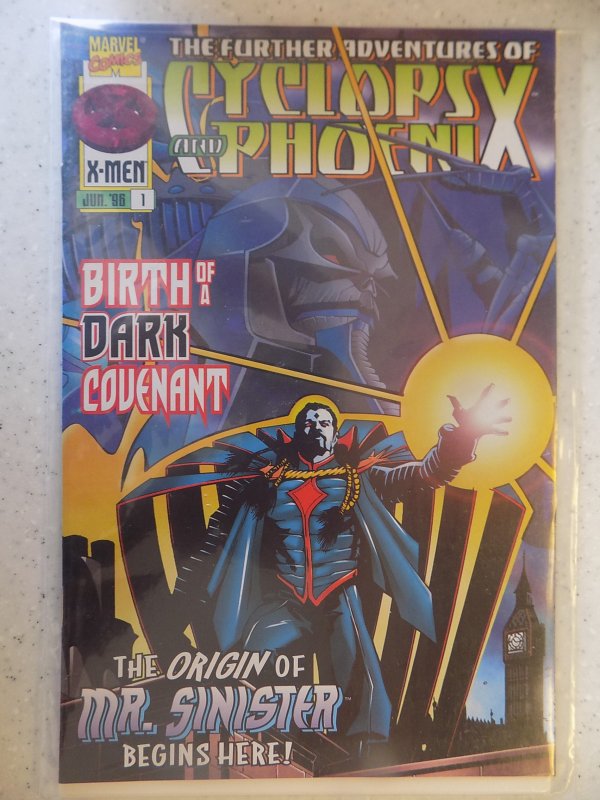 MARVEL
COMICS
M
X-MEN
JUN. '96 1
THE FURTHER ADVENTURES OF
CYCLOPS
AND PHOENIX
BIRTH OF A
DARK
COVENANT
THE ORIGIN OF
MR. SINISTER™
BEGINS HERE!